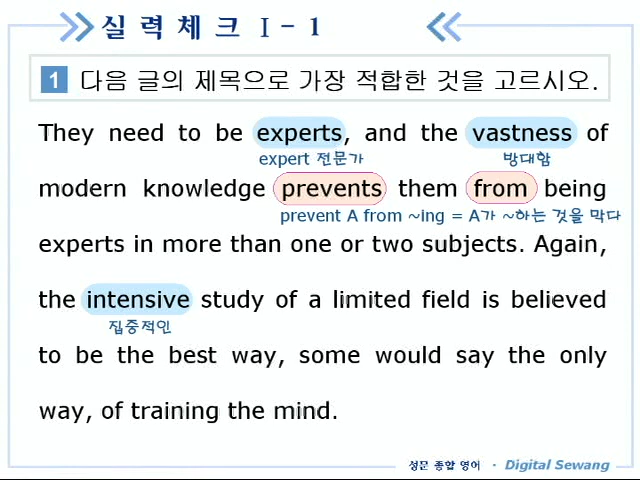 실력체크 I - 1
1 다음 글의 제목으로 가장 적합한 것을 고르시오.
They need to be experts, and the vastness of
expert 전문가 방대함
modern knowledge prevents them from being
prevent A from ~ing = A가 ~하는 것을 막다
experts in more than one or two subjects. Again,
the intensive study of a limited field is believed
집중적인
to be the best way, some would say the only
way, of training the mind.
성문 종합 영어 · Digital Sewang